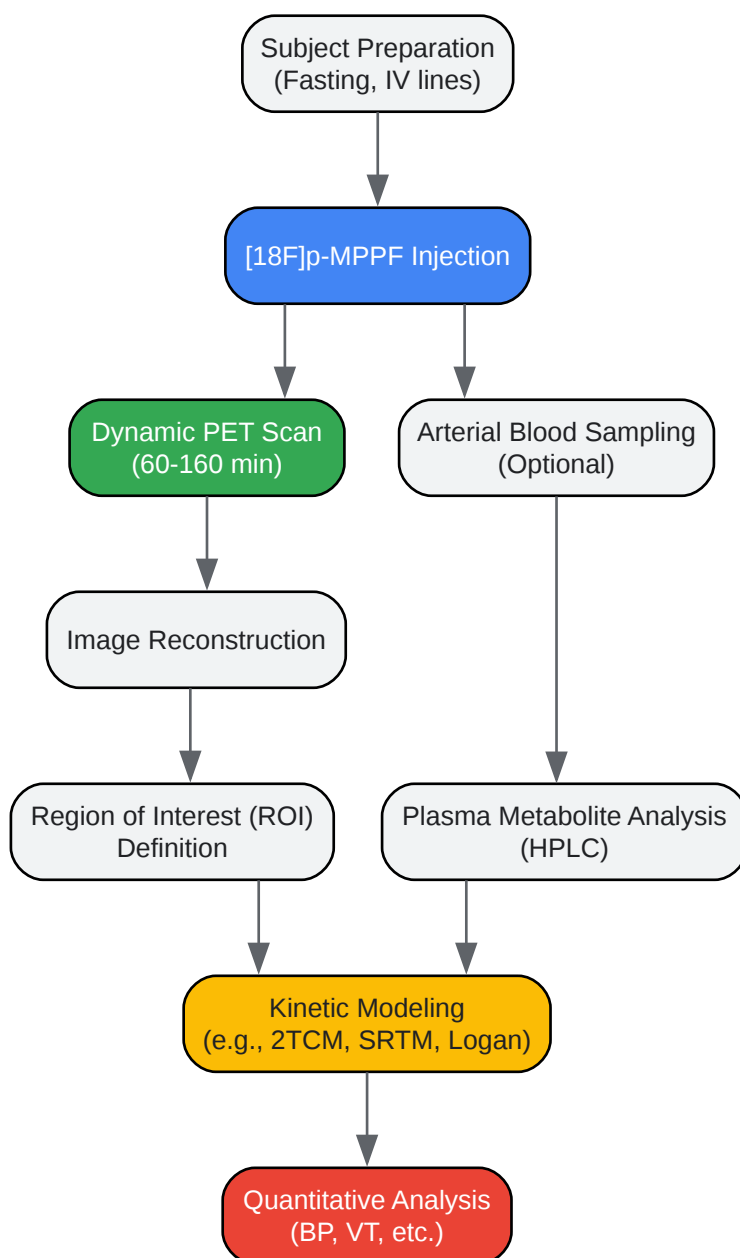 Subject Preparation
(Fasting, IV lines)
[18F]p-MPPF Injection
Dynamic PET Scan
(60-160 min)
Arterial Blood Sampling
(Optional)
Image Reconstruction
Region of Interest (ROI)
Definition
Plasma Metabolite Analysis
(HPLC)
Kinetic Modeling
(e.g., 2TCM, SRTM, Logan)
Quantitative Analysis
(BP, VT, etc.)